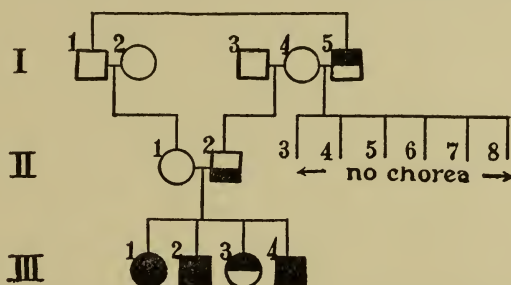 1 2 3 4 5
I
1 2 3 4 5 6 7 8
II
← no chorea →
1 2 3 4
III